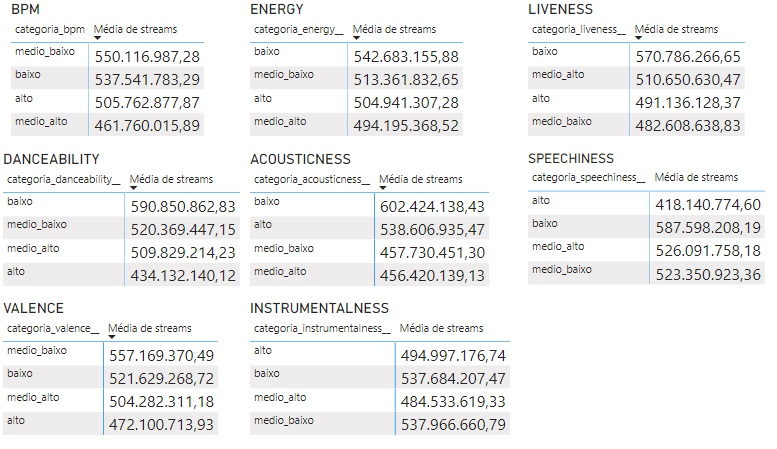 BPM
categoria_bpm Média de streams
medio_baixo 550.116.987,28
baixo 537.541.783,29
alto 505.762.877,87
medio_alto 461.760.015,89
ENERGY
categoria_energy__ Média de streams
baixo 542.683.155,88
medio_baixo 513.361.832,65
alto 504.941.307,28
medio_alto 494.195.368,52
LIVENESS
categoria_liveness__ Média de streams
baixo 570.786.266,65
medio_alto 510.650.630,47
alto 491.136.128,37
medio_baixo 482.608.638,83
DANCEABILITY
categoria_danceability__ Média de streams
baixo 590.850.862,83
medio_baixo 520.369.447,15
medio_alto 509.829.214,23
alto 434.132.140,12
ACOUSTICNESS
categoria_acousticness__ Média de streams
baixo 602.424.138,43
alto 538.606.935,47
medio_baixo 457.730.451,30
medio_alto 456.420.139,13
SPEECHINESS
categoria_speechiness__ Média de streams
alto 418.140.774,60
baixo 587.598.208,19
medio_alto 526.091.758,18
medio_baixo 523.350.923,36
VALENCE
categoria_valence__ Média de streams
medio_baixo 557.169.370,49
baixo 521.629.268,72
medio_alto 504.282.311,18
alto 472.100.713,93
INSTRUMENTALNESS
categoria_instrumentalness__ Média de streams
alto 494.997.176,74
baixo 537.684.207,47
medio_alto 484.533.619,33
medio_baixo 537.966.660,79